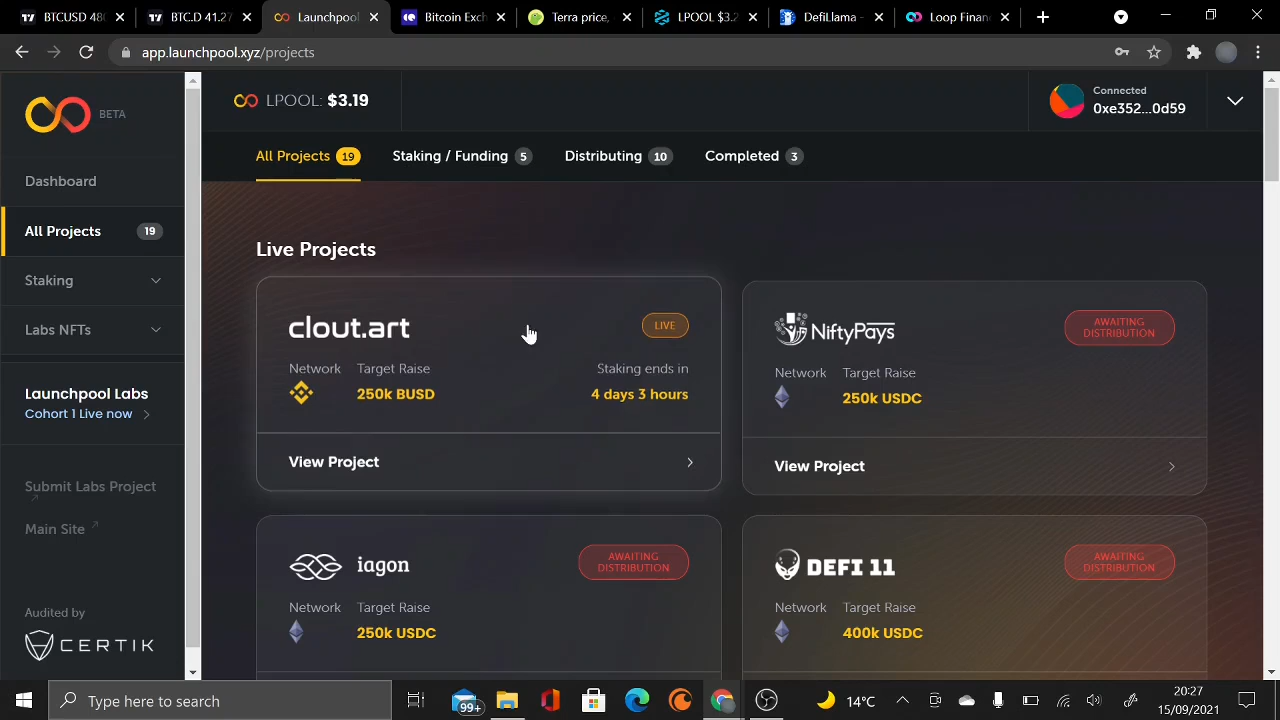 BTCUSD 480
BTC.D 41.27
Launchpool
Bitcoin Exch
Terra price,
LPOOL $3.2
DefiLlama -
Loop Financ
app.launchpool.xyz/projects
BETA
LPOOL: $3.19
Connected
0xe352...0d59
Dashboard
All Projects 19
Staking
Labs NFTs
Launchpool Labs
Cohort 1 Live now
Submit Labs Project
Main Site
Audited by
CERTIK
All Projects 19
Staking / Funding 5
Distributing 10
Completed 3
Live Projects
clout.art
LIVE
Network
Target Raise
Staking ends in
250k BUSD
4 days 3 hours
View Project
NiftyPays
AWAITING
DISTRIBUTION
Network
Target Raise
250k USDC
View Project
iagon
AWAITING
DISTRIBUTION
Network
Target Raise
250k USDC
DEFI 11
AWAITING
DISTRIBUTION
Network
Target Raise
400k USDC
Type here to search
99+
14°C
20:27
15/09/2021